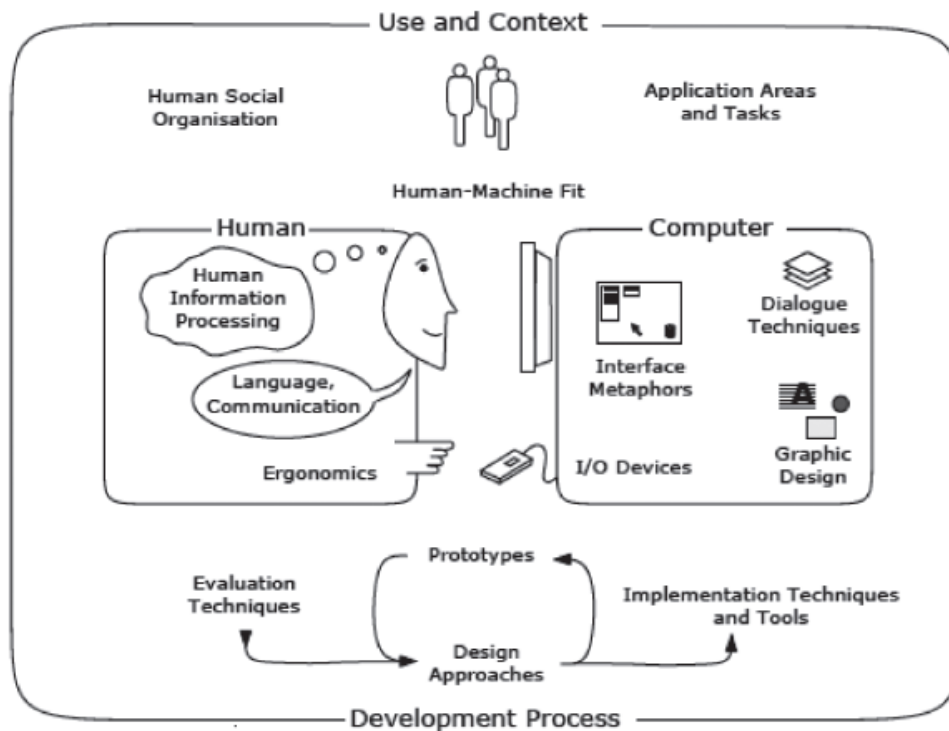 Use and Context
Human Social
Organisation
Application Areas
and Tasks
Human-Machine Fit
Human
Human
Information
Processing
Language,
Communication
Ergonomics
Computer
Dialogue
Techniques
Interface
Metaphors
A
Graphic
Design
I/O Devices
Prototypes
Evaluation
Techniques
Implementation Techniques
and Tools
Design
Approaches
Development Process